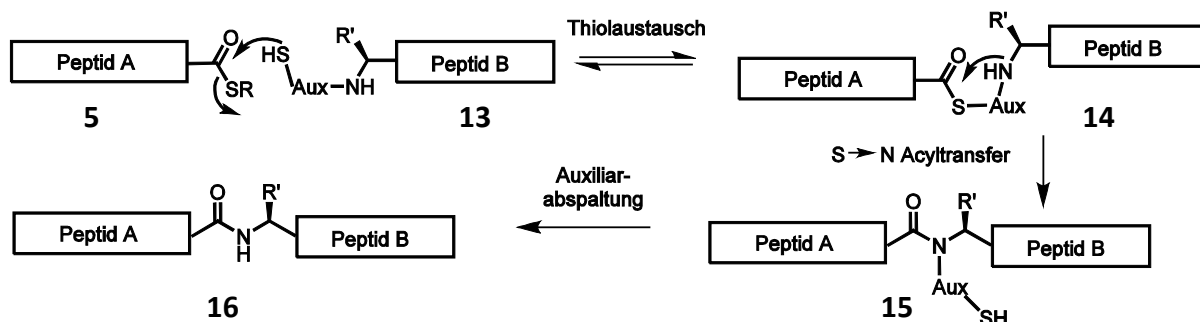 Peptid A
O
SR
HS
Aux
NH
R'
Peptid B
5
13
Thiolaustausch
Peptid A
O
S
Aux
HN
R'
Peptid B
14
S → N Acyltransfer
Peptid A
O
N
H
R'
Peptid B
16
Auxiliar-
abspaltung
Peptid A
O
N
R'
Peptid B
Aux
SH
15